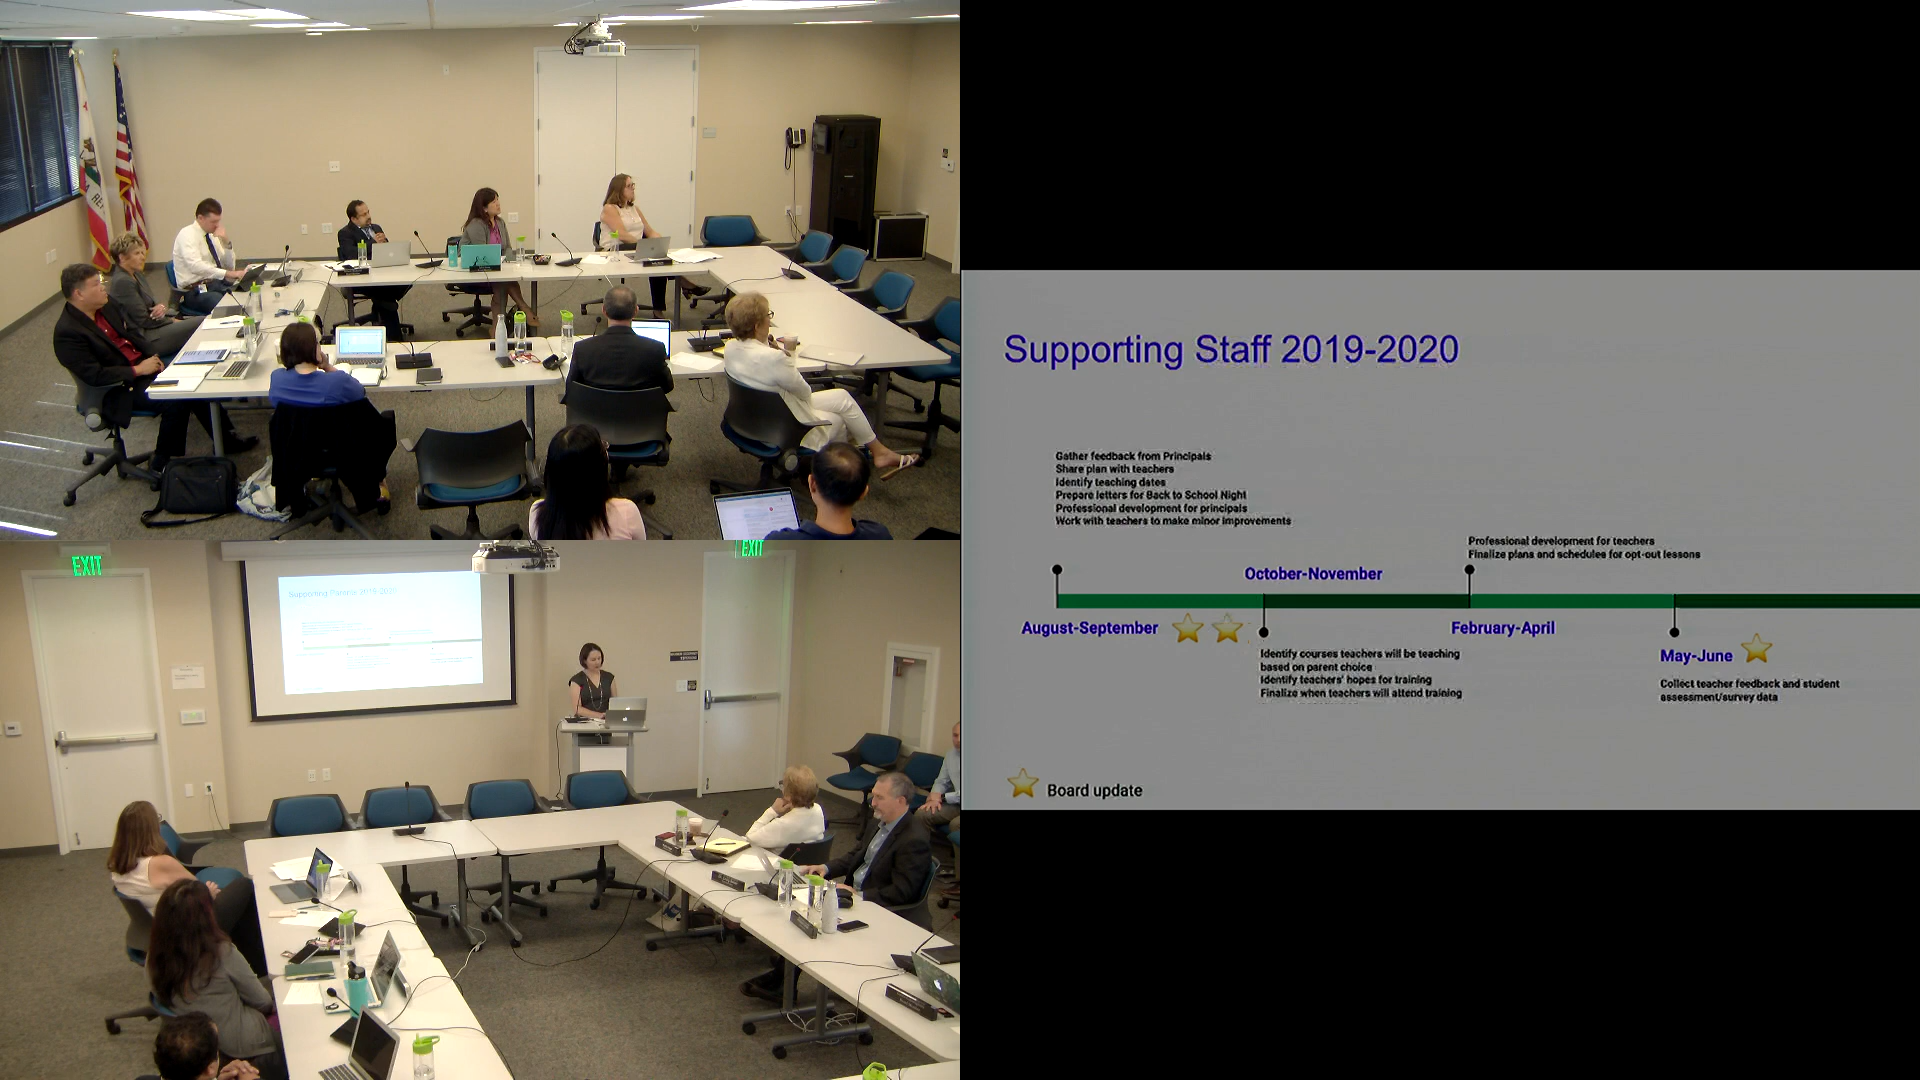 EXIT
EXIT
Supporting Staff 2019-2020
Gather feedback from Principals
Share plan with teachers
Identify teaching dates
Prepare letters for Back to School Night
Professional development for principals
Work with teachers to make minor improvements
Professional development for teachers
Finalize plans and schedules for opt-out lessons
October-November
August-September
February-April
Identify courses teachers will be teaching
based on parent choice
Identify teachers' hopes for training
Finalize when teachers will attend training
May-June
Collect teacher feedback and student
assessment/survey data
Board update